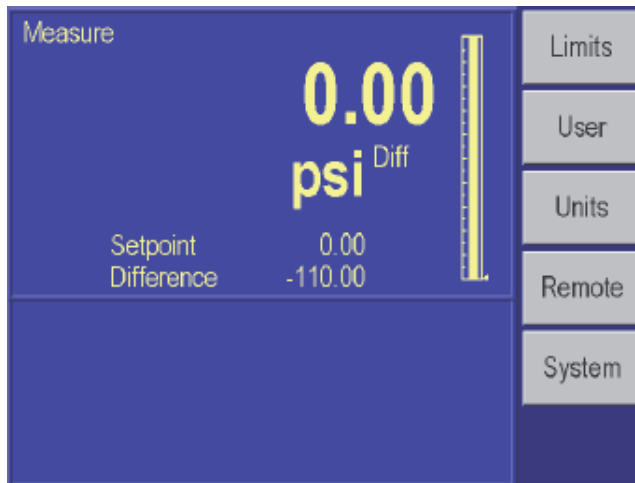 Measure
0.00
psi Diff
Setpoint 0.00
Difference -110.00
Limits
User
Units
Remote
System